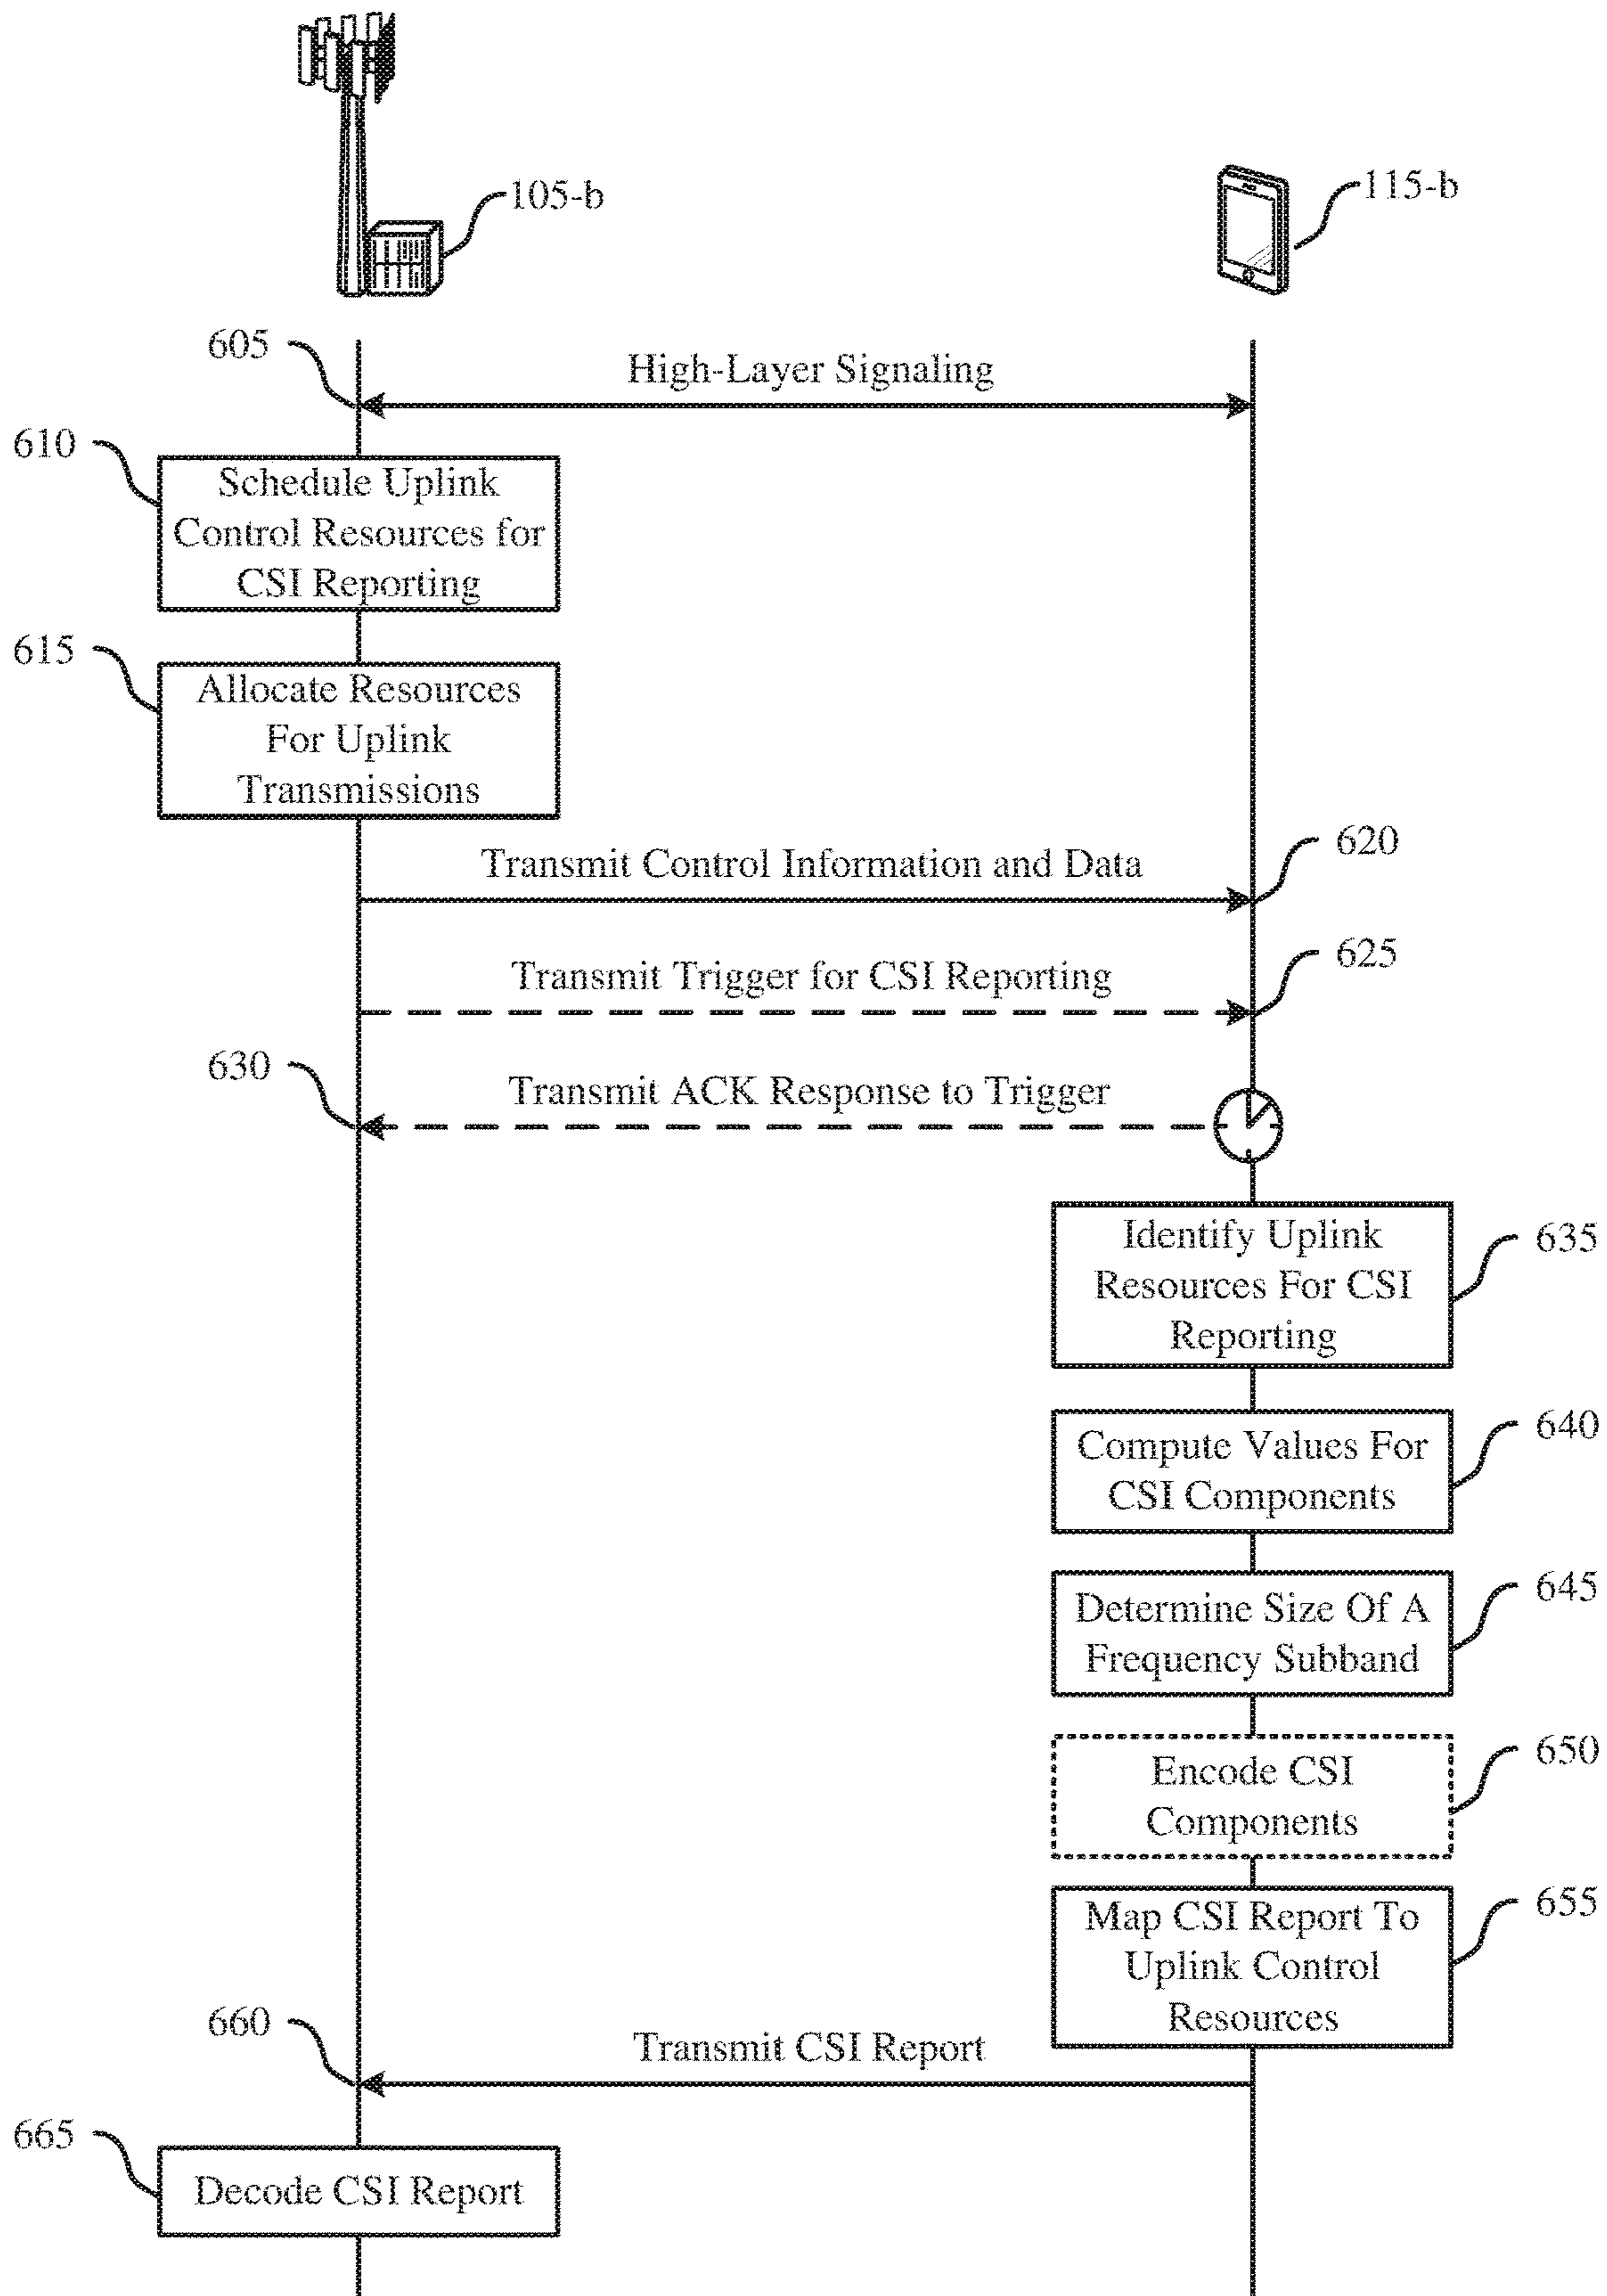 105-b
115-b
605
High-Layer Signaling
610
Schedule Uplink
Control Resources for
CSI Reporting
615
Allocate Resources
For Uplink
Transmissions
620
Transmit Control Information and Data
625
Transmit Trigger for CSI Reporting
630
Transmit ACK Response to Trigger
635
Identify Uplink
Resources For CSI
Reporting
640
Compute Values For
CSI Components
645
Determine Size Of A
Frequency Subband
650
Encode CSI
Components
655
Map CSI Report To
Uplink Control
Resources
660
Transmit CSI Report
665
Decode CSI Report